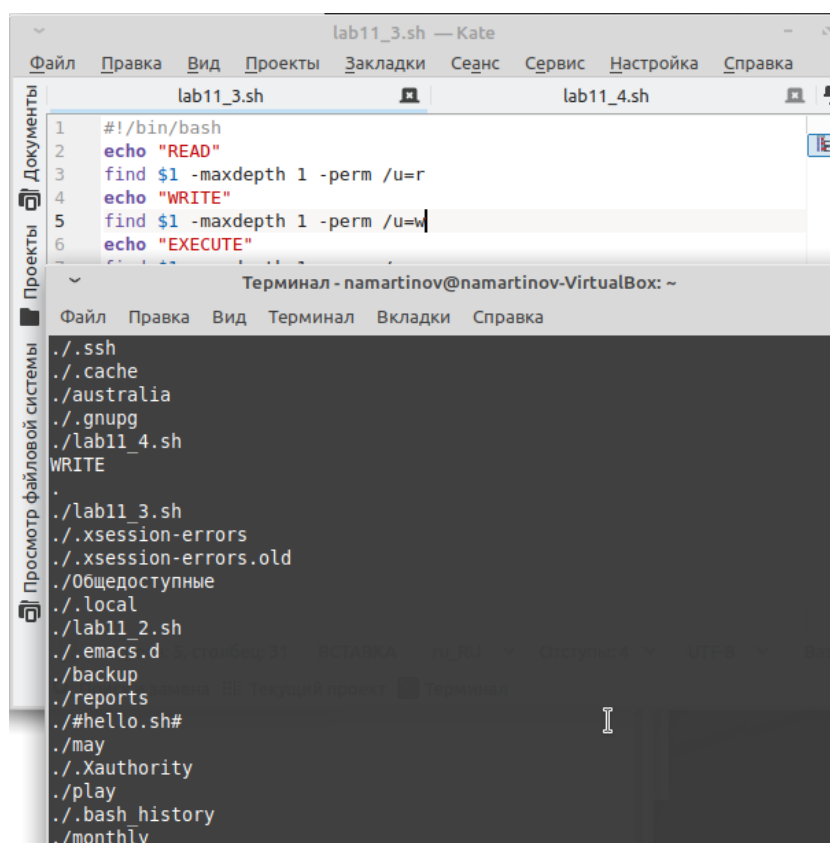 lab11_3.sh — Kate
Файл Правка Вид Проекты Закладки Сеанс Сервис Настройка Справка
lab11_3.sh lab11_4.sh
Документы
Проекты
Просмотр файловой системы
1 #!/bin/bash
2 echo "READ"
3 find $1 -maxdepth 1 -perm /u=r
4 echo "WRITE"
5 find $1 -maxdepth 1 -perm /u=w
6 echo "EXECUTE"
Терминал - namartinov@namartinov-VirtualBox: ~
Файл Правка Вид Терминал Вкладки Справка
./.ssh
./.cache
./australia
./.gnupg
./lab11_4.sh
WRITE
.
./lab11_3.sh
./.xsession-errors
./.xsession-errors.old
./Общедоступные
./.local
./lab11_2.sh
./.emacs.d
./backup
./reports
./#hello.sh#
./may
./.Xauthority
./play
./.bash_history
./monthly